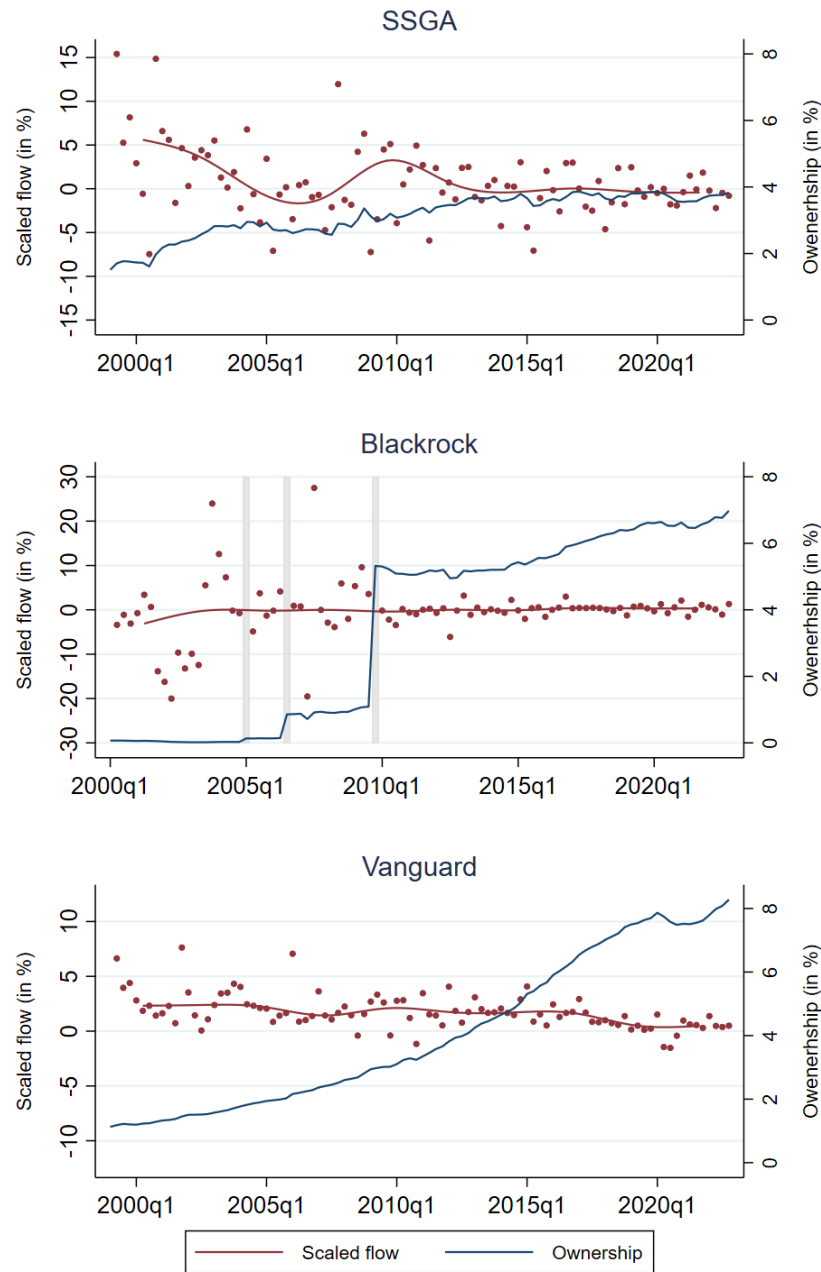 SSGA
Scaled flow (in %)
15
10
5
0
-5
-10
-15
8
6
4
2
0
Owenerhship (in %)
2000q1 2005q1 2010q1 2015q1 2020q1
Blackrock
Scaled flow (in %)
30
20
10
0
-10
-20
-30
8
6
4
2
0
Owenerhship (in %)
2000q1 2005q1 2010q1 2015q1 2020q1
Vanguard
Scaled flow (in %)
10
5
0
-5
-10
8
6
4
2
0
Owenerhship (in %)
2000q1 2005q1 2010q1 2015q1 2020q1
Scaled flow Ownership